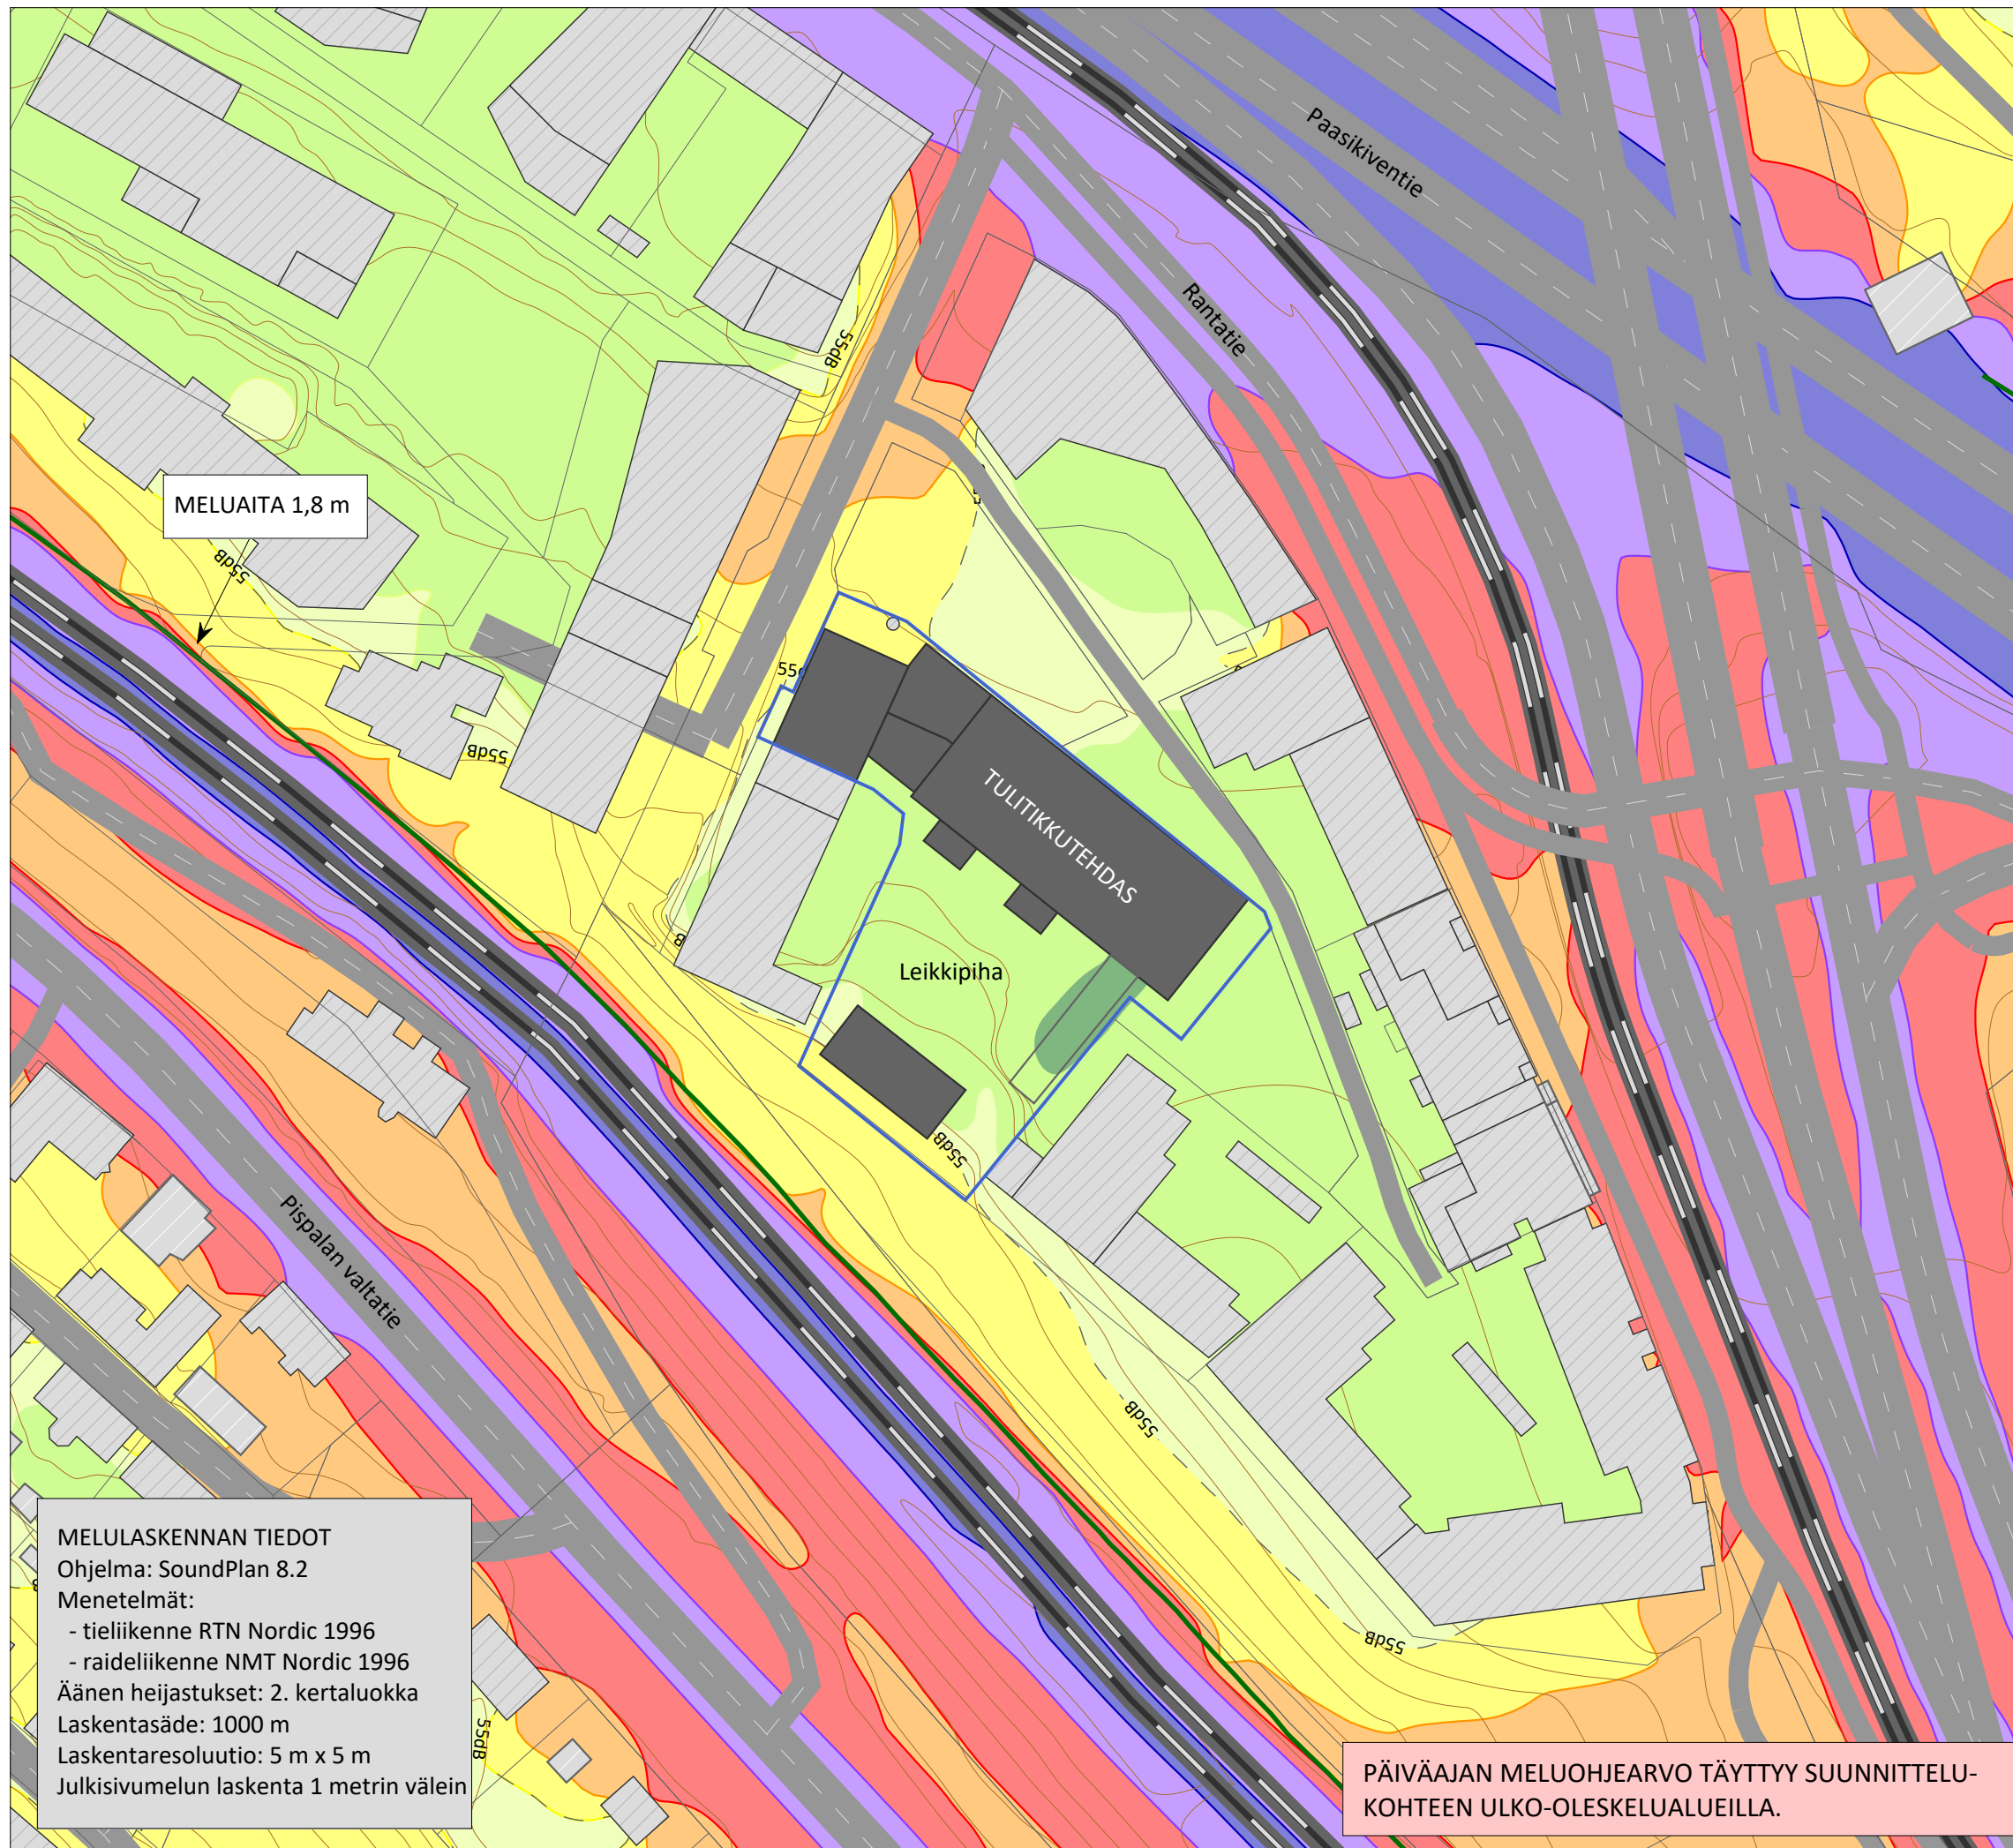 Paasikiventie
Rantatie
55dB
MELUAITA 1,8 m
55dB
55dB
TULITIKKUTEHDAS
Leikkipiha
55dB
Pispalan valtatie
55dB
55dB
55dB
MELULASKENNAN TIEDOT
Ohjelma: SoundPlan 8.2
Menetelmät:
- tieliikenne RTN Nordic 1996
- raideliikenne NMT Nordic 1996
Äänen heijastukset: 2. kertaluokka
Laskentasäde: 1000 m
Laskentaresoluutio: 5 m x 5 m
Julkisivumelun laskenta 1 metrin välein
PÄIVÄAJAN MELUOHJEARVO TÄYTTYY SUUNNITTELU-
KOHTEEN ULKO-OLESKELUALUEILLA.